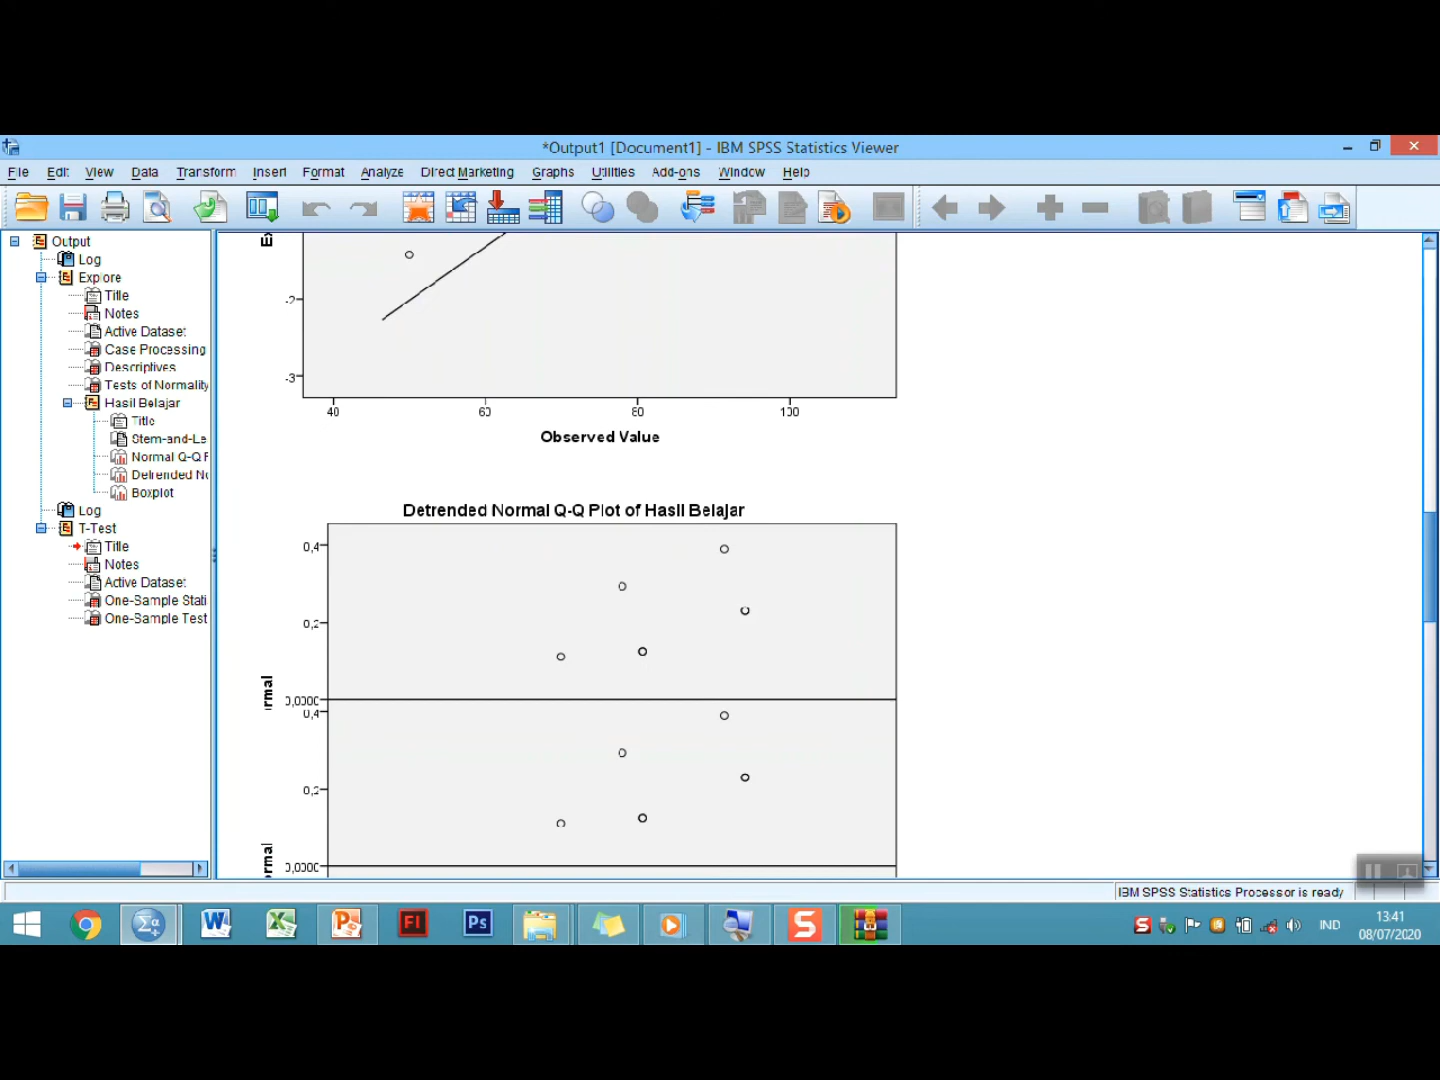 *Output1 [Document1] - IBM SPSS Statistics Viewer
File Edit View Data Transform Insert Format Analyze Direct Marketing Graphs Utilities Add-ons Window Help
Output
Log
Explore
Title
Notes
Active Dataset
Case Processing
Descriptives
Tests of Normality
Hasil Belajar
Title
Stem-and-Le
Normal Q-Q F
Detrended No
Boxplot
Log
T-Test
Title
Notes
Active Dataset
One-Sample Stati
One-Sample Test
-2
-3
40 60 80 100
Observed Value
Detrended Normal Q-Q Plot of Hasil Belajar
0,4
0,2
0,0000
rmal
0,4
0,2
0,0000
rmal
IBM SPSS Statistics Processor is ready
IND
13.41
08/07/2020